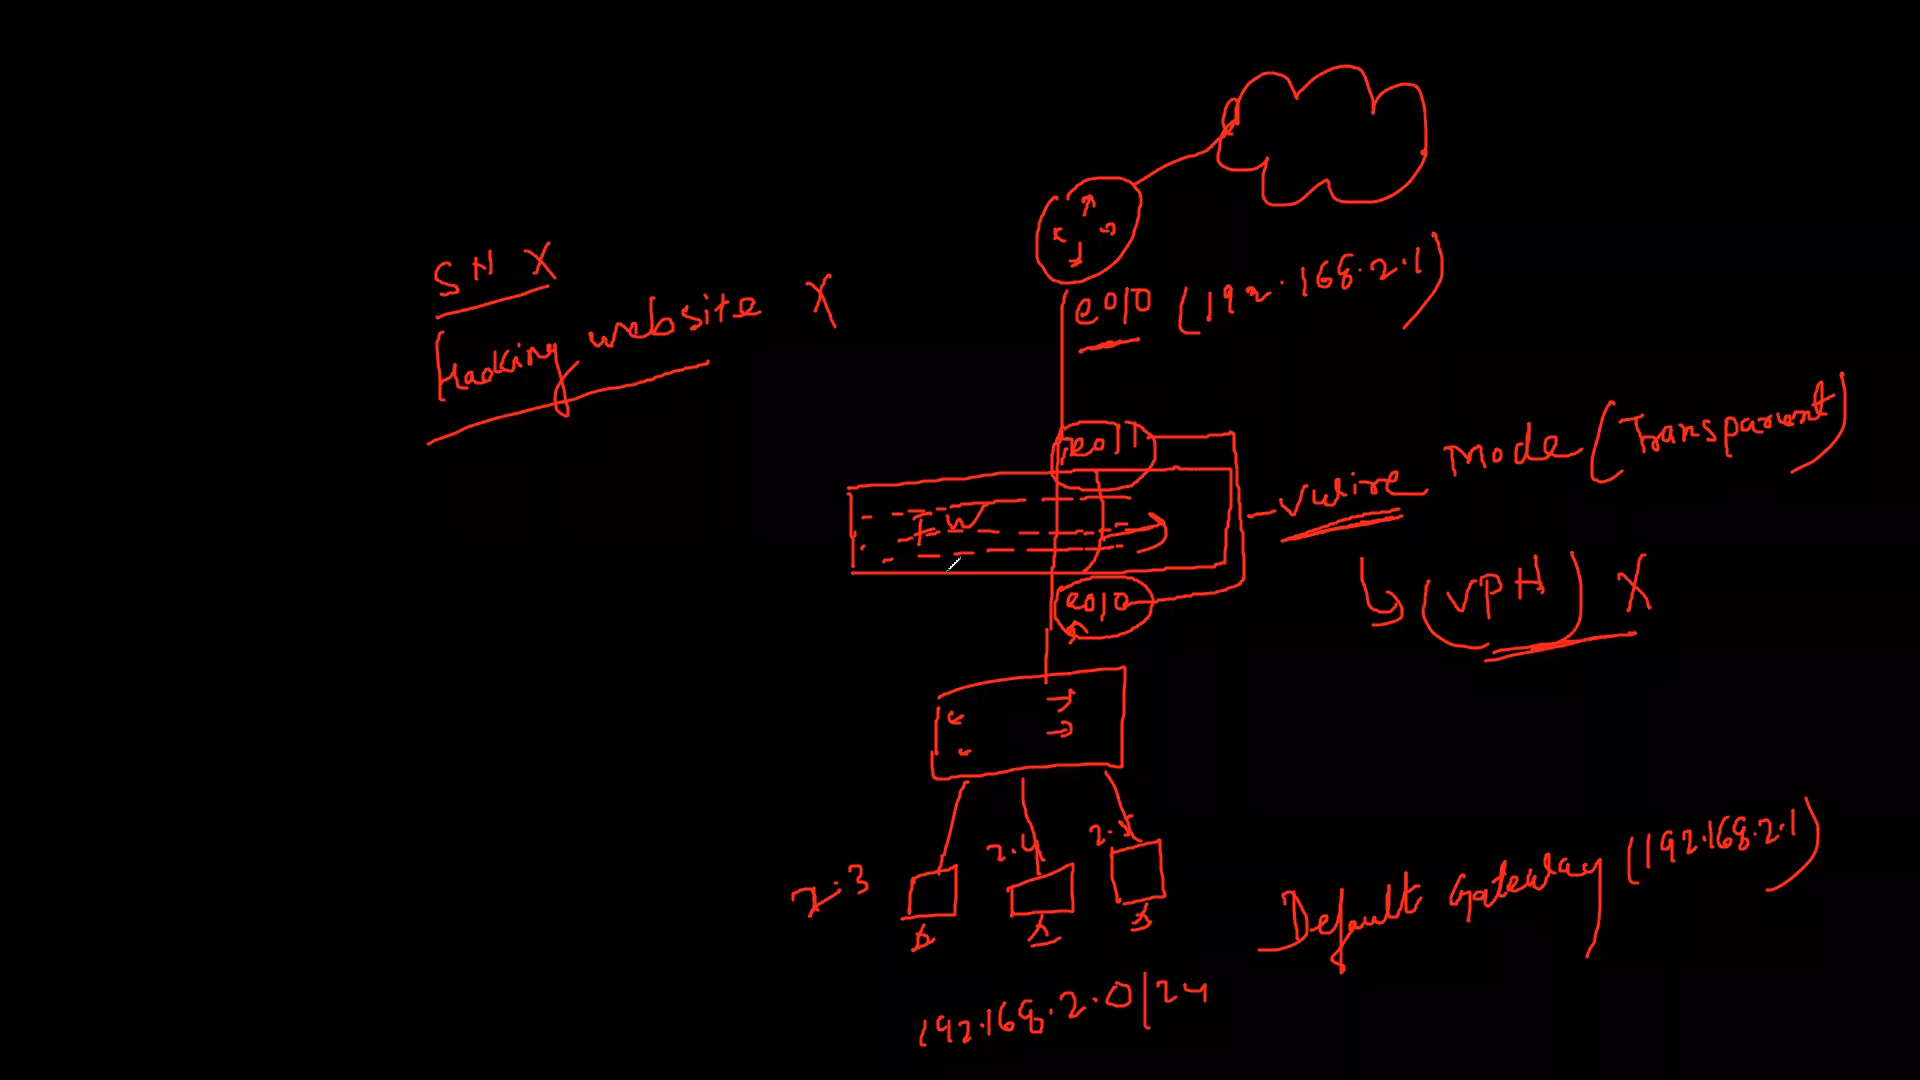 SN X
Hacking website X
e0/0 (192.168.2.1)
e0/1
FW
Vwire Mode (Transparent)
e0/0
(VPN) X
2.3
2.4
2.5
Default Gateway (192.168.2.1)
192.168.2.0/24